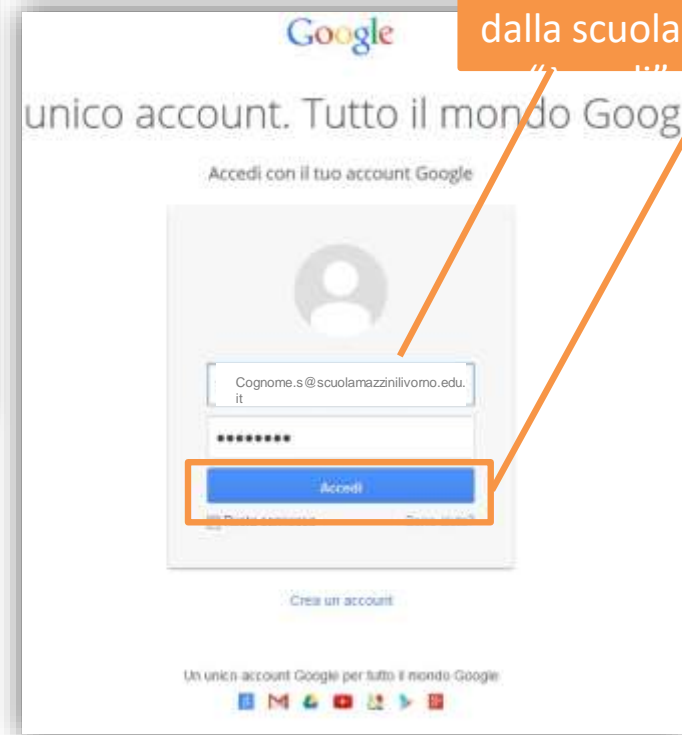 Google
dalla scuola
unico account. Tutto il mondo Goog
Accedi con il tuo account Google
Cognome.s@scuolamazzinilivorno.edu.
it
••••••••
Accedi
Crea un account
Un unico account Google per tutto il mondo Google